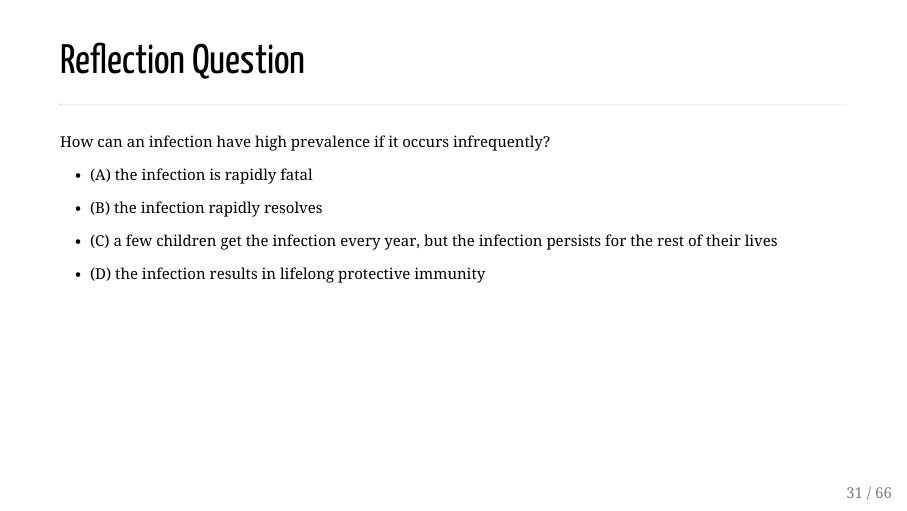 Reflection Question
How can an infection have high prevalence if it occurs infrequently?
• (A) the infection is rapidly fatal
• (B) the infection rapidly resolves
• (C) a few children get the infection every year, but the infection persists for the rest of their lives
• (D) the infection results in lifelong protective immunity
31 / 66